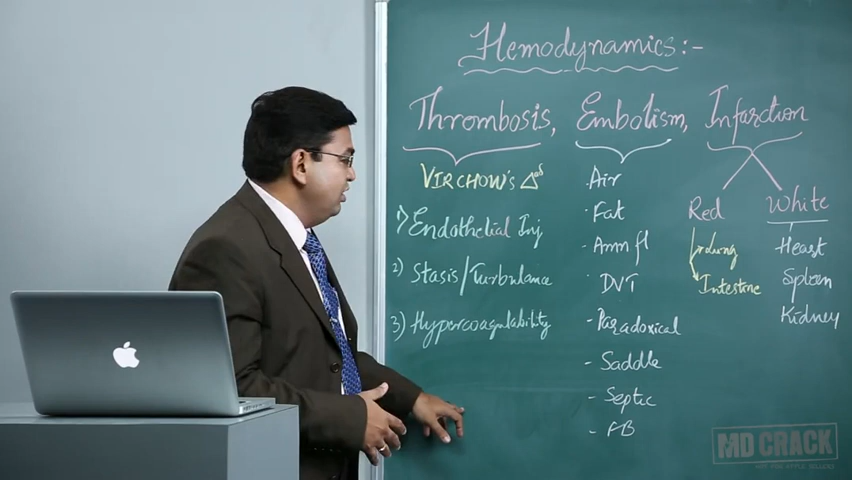 Hemodynamics:-
Thrombosis, Embolism, Infarction
VIRCHOW'S Δ
1) Endothelial Inj
2) Stasis/Turbulance
3) Hypercoagulability
Air
- Fat
- Amn fl
- DVT
- Paradoxical
- Saddle
- Septic
- FB
Red
Lung
Intestine
White
Heart
Spleen
Kidney
MD CRACK